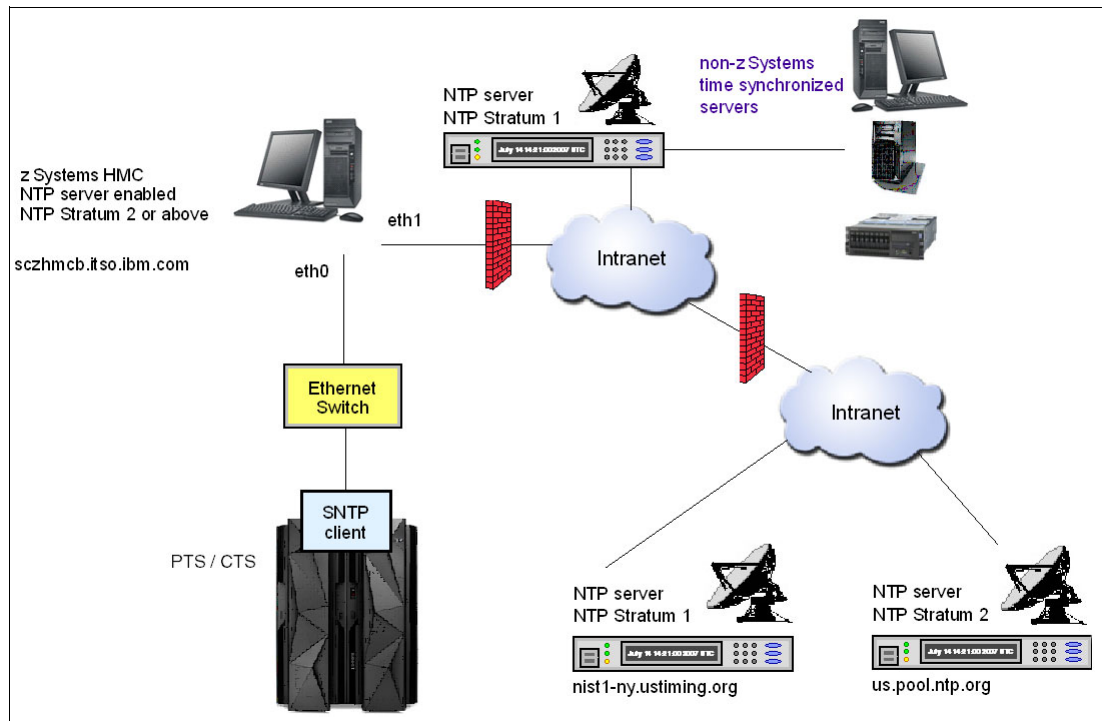 NTP server
NTP Stratum 1
non-z Systems
time synchronized
servers
z Systems HMC
NTP server enabled
NTP Stratum 2 or above
sczhmcb.itso.ibm.com
eth1
eth0
Intranet
Ethernet
Switch
Intranet
SNTP
client
PTS / CTS
NTP server
NTP Stratum 1
nist1-ny.ustiming.org
NTP server
NTP Stratum 2
us.pool.ntp.org